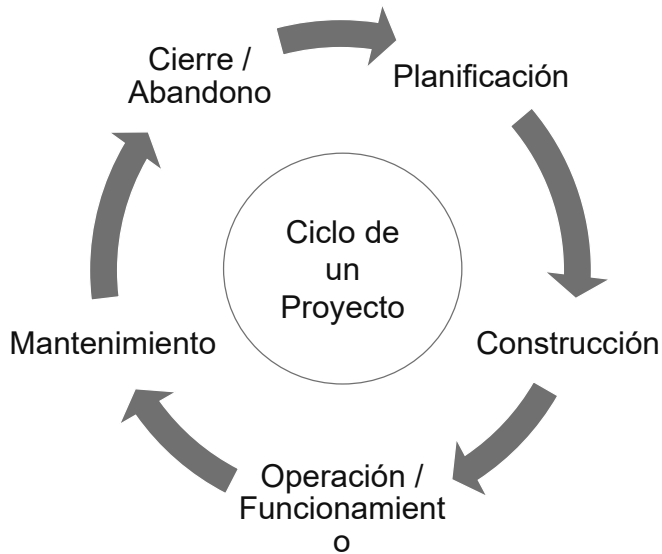 Cierre /
Abandono
Planificación
Ciclo de
un
Proyecto
Mantenimiento
Construcción
Operación /
Funcionamient
o